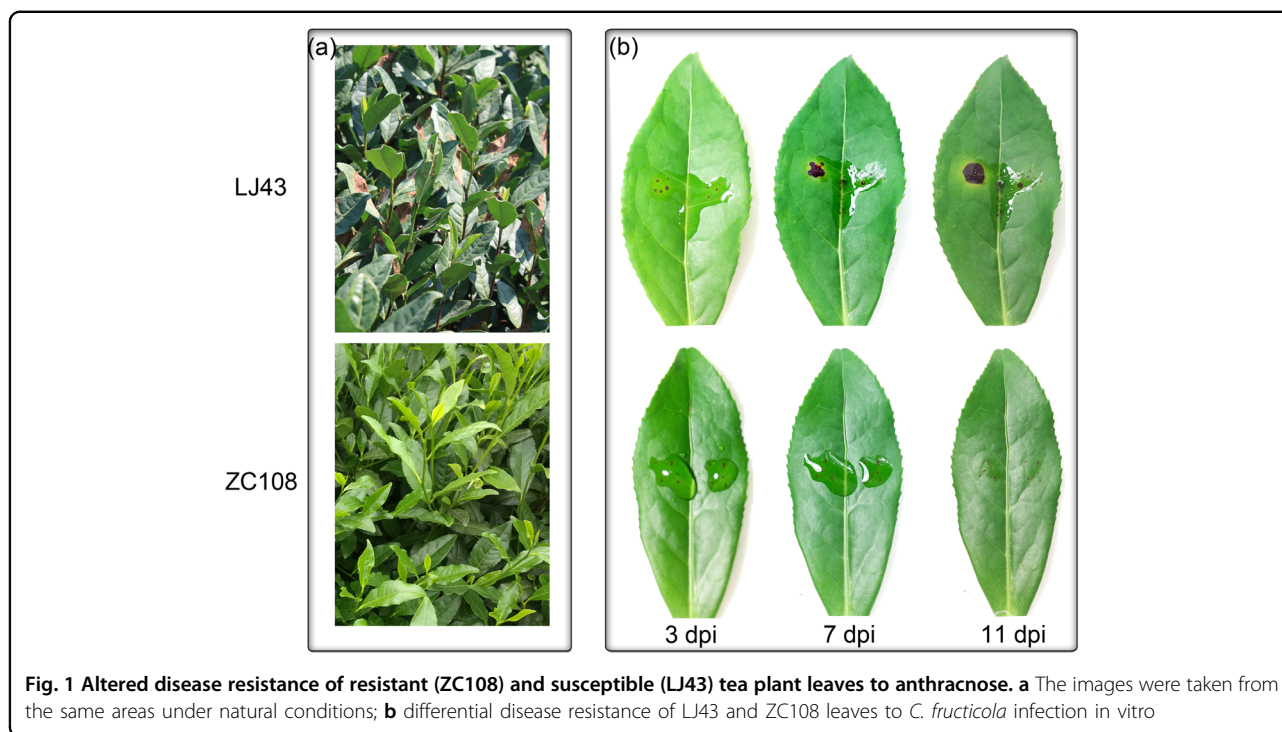 (a)
(b)
LJ43
ZC108
3 dpi
7 dpi
11 dpi
Fig. 1 Altered disease resistance of resistant (ZC108) and susceptible (LJ43) tea plant leaves to anthracnose. a The images were taken from
the same areas under natural conditions; b differential disease resistance of LJ43 and ZC108 leaves to C. fructicola infection in vitro